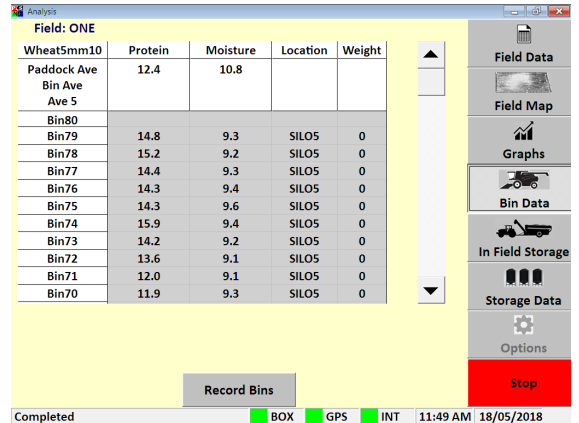 Analysis
Field: ONE
Wheat5mm10 Protein Moisture Location Weight
Paddock Ave 12.4 10.8
Bin Ave
Ave 5
Bin80
Bin79 14.8 9.3 SILO5 0
Bin78 15.2 9.2 SILO5 0
Bin77 14.4 9.3 SILO5 0
Bin76 14.3 9.4 SILO5 0
Bin75 14.3 9.6 SILO5 0
Bin74 15.9 9.4 SILO5 0
Bin73 14.2 9.2 SILO5 0
Bin72 13.6 9.1 SILO5 0
Bin71 12.0 9.1 SILO5 0
Bin70 11.9 9.3 SILO5 0
Record Bins
Field Data
Field Map
Graphs
Bin Data
In Field Storage
Storage Data
Options
Stop
Completed BOX GPS INT 11:49 AM 18/05/2018